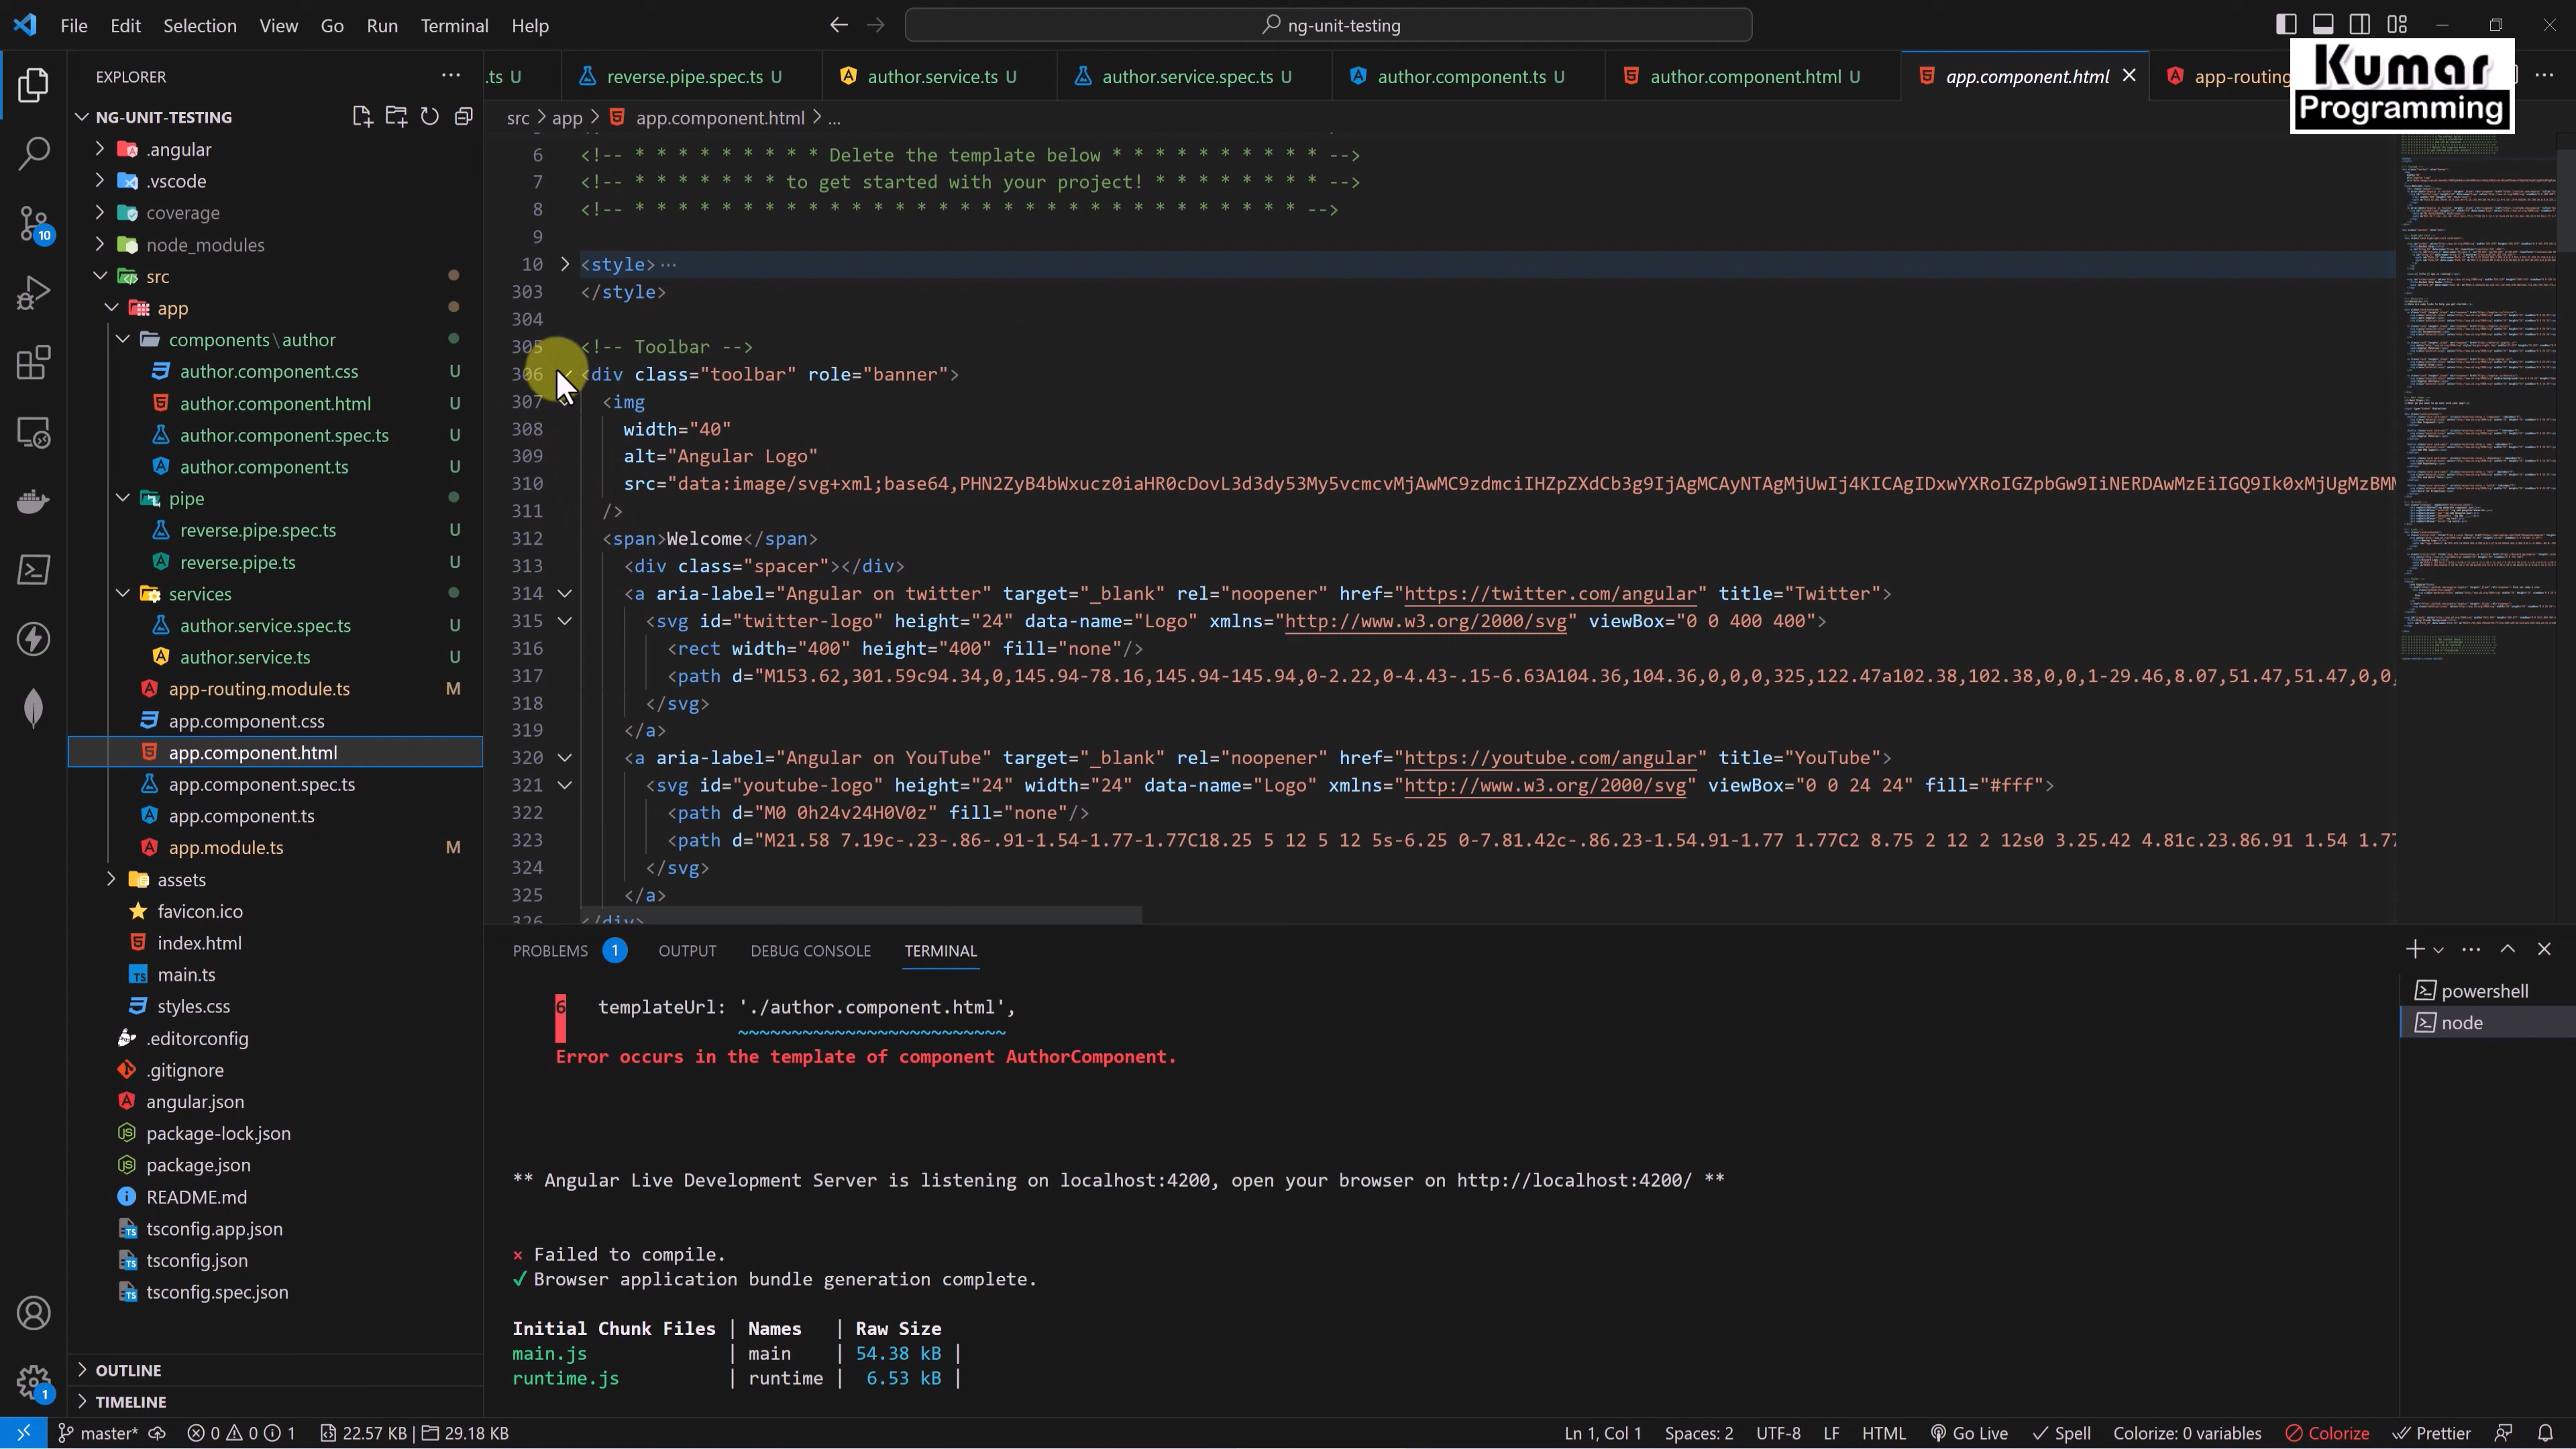 File Edit Selection View Go Run Terminal Help
ng-unit-testing
Kumar
Programming
EXPLORER
.ts U
reverse.pipe.spec.ts U
author.service.ts U
author.service.spec.ts U
author.component.ts U
author.component.html U
app.component.html
app-routing
NG-UNIT-TESTING
.angular
.vscode
coverage
node_modules
src
app
components\author
author.component.css U
author.component.html U
author.component.spec.ts U
author.component.ts U
pipe
reverse.pipe.spec.ts U
reverse.pipe.ts U
services
author.service.spec.ts U
author.service.ts U
app-routing.module.ts M
app.component.css
app.component.html
app.component.spec.ts
app.component.ts
app.module.ts M
assets
favicon.ico
index.html
main.ts
styles.css
.editorconfig
.gitignore
angular.json
package-lock.json
package.json
README.md
tsconfig.app.json
tsconfig.json
tsconfig.spec.json
OUTLINE
TIMELINE
10
1
src > app > app.component.html > ...
6 <!-- * * * * * * * * * Delete the template below * * * * * * * * * * -->
7 <!-- * * * * * * * to get started with your project! * * * * * * * * -->
8 <!-- * * * * * * * * * * * * * * * * * * * * * * * * * -->
9
10 <style> ...
303 </style>
304
305 <!-- Toolbar -->
306 <div class="toolbar" role="banner">
307 <img
308 width="40"
309 alt="Angular Logo"
310 src="data:image/svg+xml;base64,
311 />
312 <span>Welcome</span>
313 <div class="spacer"></div>
314 <a aria-label="Angular on twitter" target="_blank" rel="noopener" href="https://twitter.com/angular" title="Twitter">
315 <svg id="twitter-logo" height="24" data-name="Logo" xmlns="http://www.w3.org/2000/svg" viewBox="0 0 400 400">
316 <rect width="400" height="400" fill="none"/>
317 <path d="M153.62,301.59c94.34,0,145.94-78.16,145.94-145.94,0-2.22,0-4.43-.15-6.63A104.36,104.36,0,0,0,325,122.47a102.38,102.38,0,0,1-29.46,8.07,51.47,51.47,0,0,
318 </svg>
319 </a>
320 <a aria-label="Angular on YouTube" target="_blank" rel="noopener" href="https://youtube.com/angular" title="YouTube">
321 <svg id="youtube-logo" height="24" width="24" data-name="Logo" xmlns="http://www.w3.org/2000/svg" viewBox="0 0 24 24" fill="#fff">
322 <path d="M0 0h24v24H0V0z" fill="none"/>
323 <path d="M21.58 7.19c-.23-.86-.91-1.54-1.77-1.77C18.25 5 12 5 12 5s-6.25 0-7.81.42c-.86.23-1.54.91-1.77 1.77C2 8.75 2 12 2 12s0 3.25.42 4.81c.23.86.91 1.54 1.77
324 </svg>
325 </a>
326 </div>
PROBLEMS 1 OUTPUT DEBUG CONSOLE TERMINAL
powershell
node
6 templateUrl: './author.component.html',
~~~~~~~~~~~~~~~~~~~~~~~~~
Error occurs in the template of component AuthorComponent.
** Angular Live Development Server is listening on localhost:4200, open your browser on http://localhost:4200/ **
× Failed to compile.
✓ Browser application bundle generation complete.
Initial Chunk Files | Names | Raw Size
main.js | main | 54.38 kB |
runtime.js | runtime | 6.53 kB |
master* 0 0 1 22.57 KB | 29.18 KB Ln 1, Col 1 Spaces: 2 UTF-8 LF HTML Go Live Spell Colorize: 0 variables Colorize Prettier